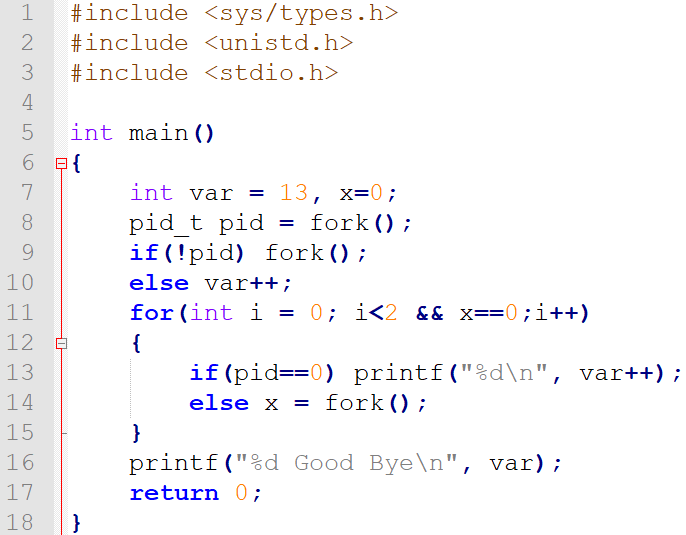 1 #include <sys/types.h>
2 #include <unistd.h>
3 #include <stdio.h>
4
5 int main()
6 {
7     int var = 13, x=0;
8     pid_t pid = fork();
9     if(!pid) fork();
10     else var++;
11     for(int i = 0; i<2 && x==0;i++)
12     {
13         if(pid==0) printf("%d\n", var++);
14         else x = fork();
15     }
16     printf("%d Good Bye\n", var);
17     return 0;
18 }